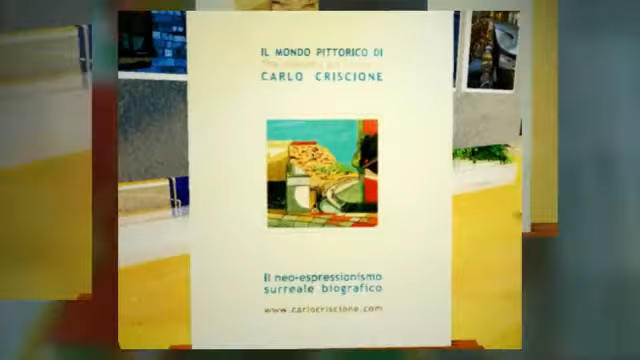 IL MONDO PITTORICO DI
CARLO CRISCIONE
Il neo-espressionismo
surreale biografico
www.carlocriscione.com